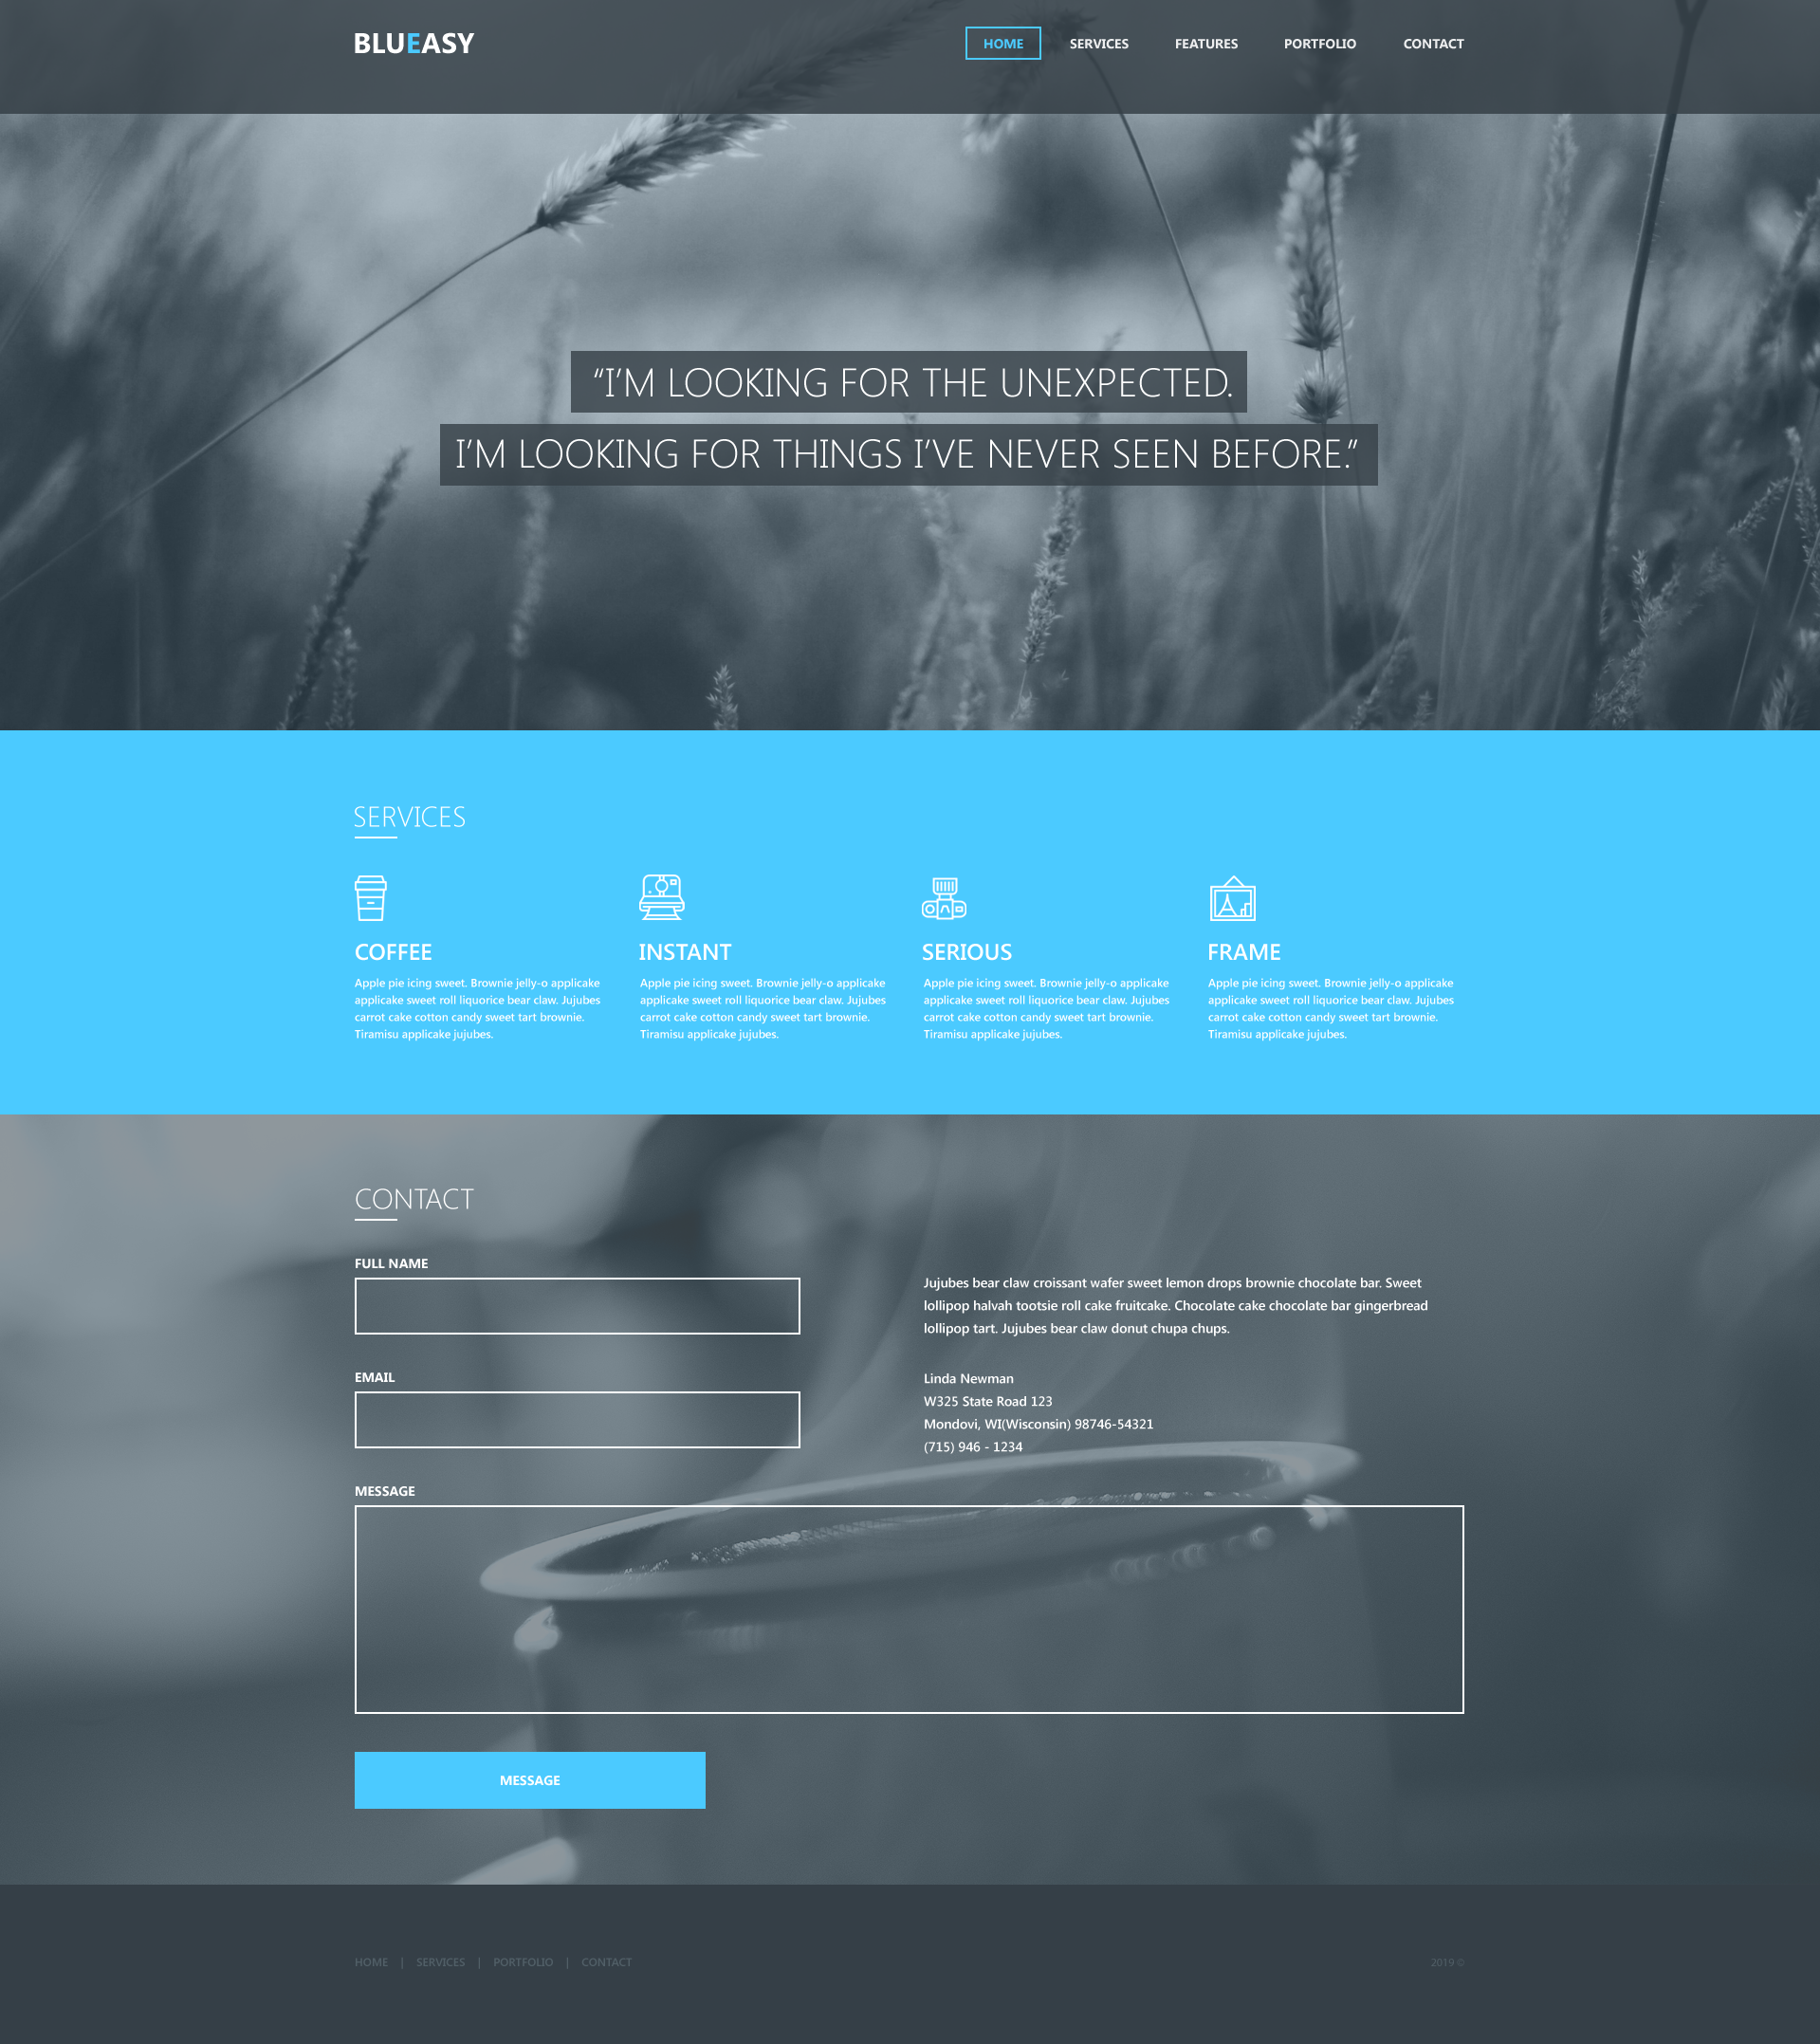 BLUEASY
HOME SERVICES FEATURES PORTFOLIO CONTACT
“I’M LOOKING FOR THE UNEXPECTED.
I’M LOOKING FOR THINGS I’VE NEVER SEEN BEFORE.”
SERVICES
COFFEE
Apple pie icing sweet. Brownie jelly-o applicake
applicake sweet roll liquorice bear claw. Jujubes
carrot cake cotton candy sweet tart brownie.
Tiramisu applicake jujubes.
INSTANT
Apple pie icing sweet. Brownie jelly-o applicake
applicake sweet roll liquorice bear claw. Jujubes
carrot cake cotton candy sweet tart brownie.
Tiramisu applicake jujubes.
SERIOUS
Apple pie icing sweet. Brownie jelly-o applicake
applicake sweet roll liquorice bear claw. Jujubes
carrot cake cotton candy sweet tart brownie.
Tiramisu applicake jujubes.
FRAME
Apple pie icing sweet. Brownie jelly-o applicake
applicake sweet roll liquorice bear claw. Jujubes
carrot cake cotton candy sweet tart brownie.
Tiramisu applicake jujubes.
CONTACT
FULL NAME
EMAIL
Jujubes bear claw croissant wafer sweet lemon drops brownie chocolate bar. Sweet
lollipop halvah tootsie roll cake fruitcake. Chocolate cake chocolate bar gingerbread
lollipop tart. Jujubes bear claw donut chupa chups.
Linda Newman
W325 State Road 123
Mondovi, WI(Wisconsin) 98746-54321
(715) 946 - 1234
MESSAGE
MESSAGE
HOME | SERVICES | PORTFOLIO | CONTACT
2019 ©